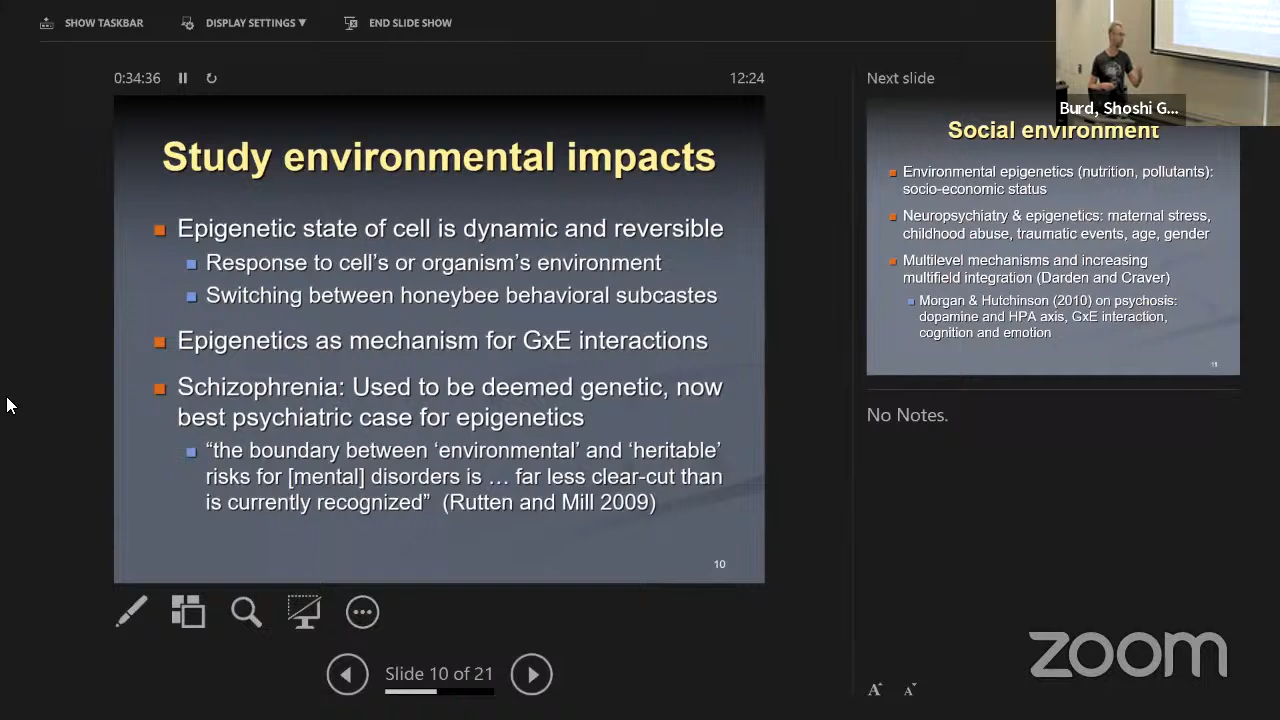 SHOW TASKBAR
DISPLAY SETTINGS ▼
END SLIDE SHOW
0:34:36
12:24
Study environmental impacts
Epigenetic state of cell is dynamic and reversible
Response to cell's or organism's environment
Switching between honeybee behavioral subcastes
Epigenetics as mechanism for GxE interactions
Schizophrenia: Used to be deemed genetic, now
best psychiatric case for epigenetics
“the boundary between ‘environmental’ and ‘heritable’
risks for [mental] disorders is … far less clear-cut than
is currently recognized” (Rutten and Mill 2009)
10
Slide 10 of 21
Next slide
Burd, Shoshi G...
Social environment
Environmental epigenetics (nutrition, pollutants):
socio-economic status
Neuropsychiatry & epigenetics: maternal stress,
childhood abuse, traumatic events, age, gender
Multilevel mechanisms and increasing
multifield integration (Darden and Craver)
Morgan & Hutchinson (2010) on psychosis:
dopamine and HPA axis, GxE interaction,
cognition and emotion
11
No Notes.
zoom
A A